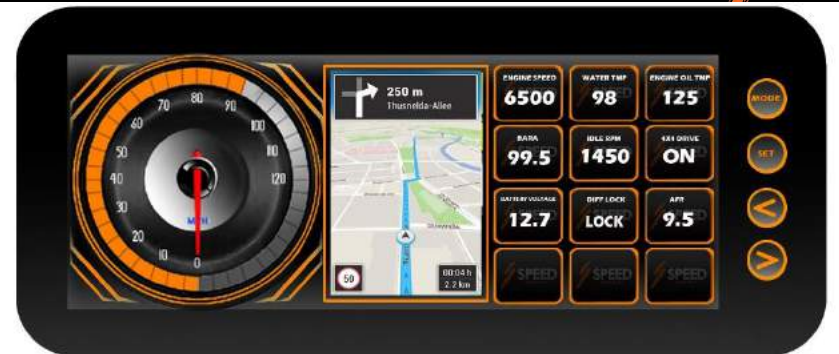 80
70
90
60
100
50
110
40
120
30
20
10
0
MPH
250 m
Thusnelda-Allee
50
00:04 h
2.2 km
ENGINE SPEED
6500
WATER TMP
98
ENGINE OIL TMP
125
BARA
99.5
IDLE RPM
1450
4X4 DRIVE
ON
BATTERY VOLTAGE
12.7
DIFF LOCK
LOCK
AFR
9.5
SPEED
SPEED
SPEED
MODE
SET
<
>